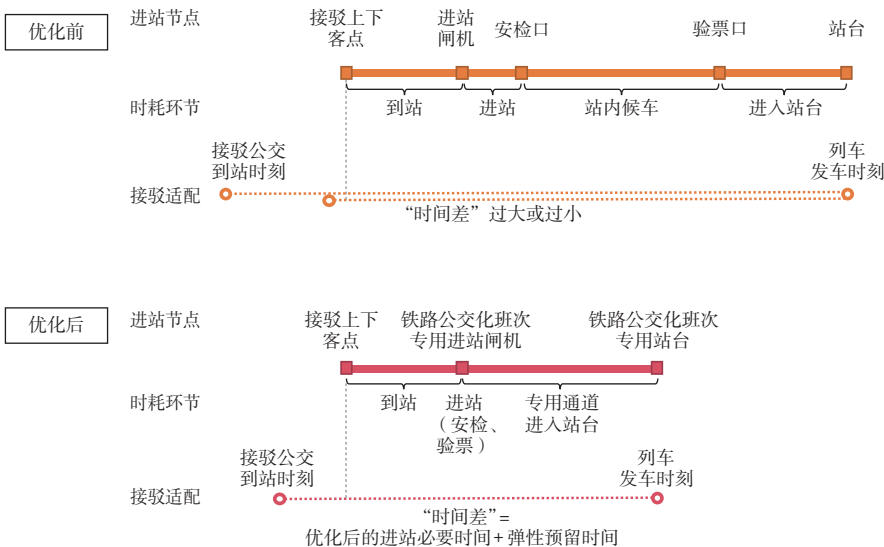 优化前
进站节点
接驳上下
客点
进站
闸机
安检口
验票口
站台
时耗环节
到站
进站
站内候车
进入站台
接驳公交
到站时刻
列车
发车时刻
接驳适配
“时间差”过大或过小
优化后
进站节点
接驳上下
客点
铁路公交化班次
专用进站闸机
铁路公交化班次
专用站台
时耗环节
到站
进站
（安检、
验票）
专用通道
进入站台
接驳公交
到站时刻
列车
发车时刻
接驳适配
“时间差”=
优化后的进站必要时间+弹性预留时间